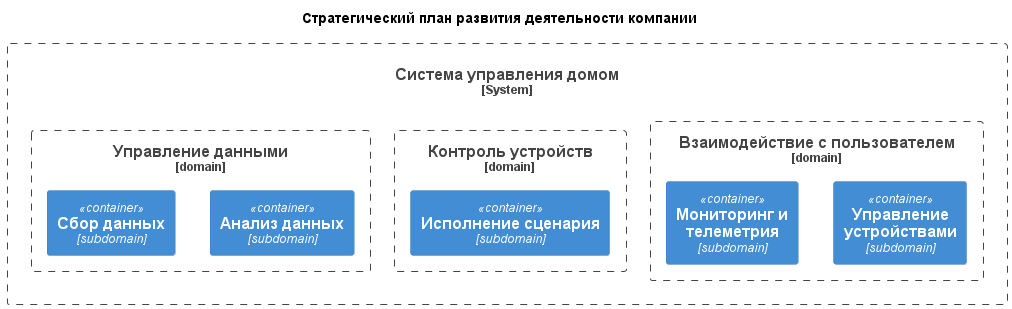 Стратегический план развития деятельности компании
Система управления домом
[System]
Управление данными
[domain]
«container»
Сбор данных
[subdomain]
«container»
Анализ данных
[subdomain]
Контроль устройств
[domain]
«container»
Исполнение сценария
[subdomain]
Взаимодействие с пользователем
[domain]
«container»
Мониторинг и
телеметрия
[subdomain]
«container»
Управление
устройствами
[subdomain]